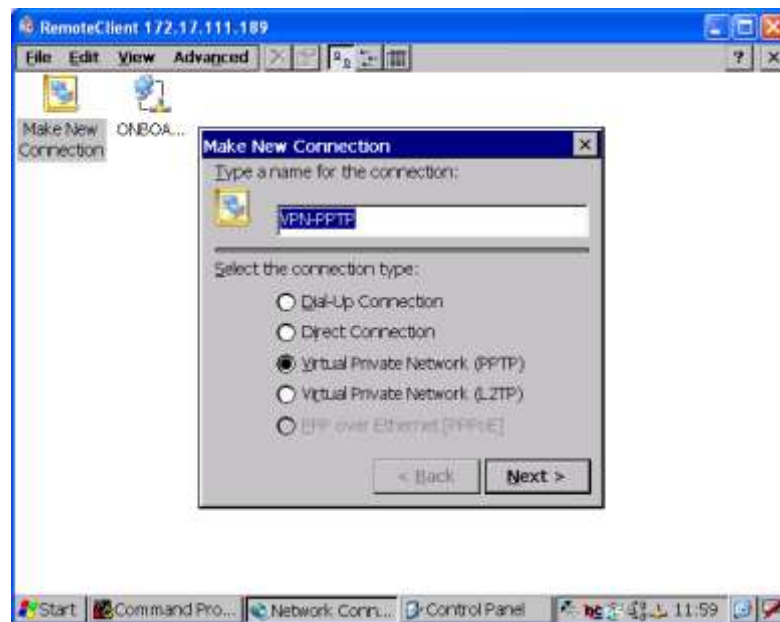 RemoteClient 172.17.111.189
File Edit View Advanced
?
Make New Connection
ONBOA...
Make New Connection
Type a name for the connection:
VPN-PPTP
Select the connection type:
Dial-Up Connection
Direct Connection
Virtual Private Network (PPTP)
Virtual Private Network (L2TP)
PPP over Ethernet [PPPoE]
< Back Next >
Start Command Pro... Network Conn... Control Panel 11:59